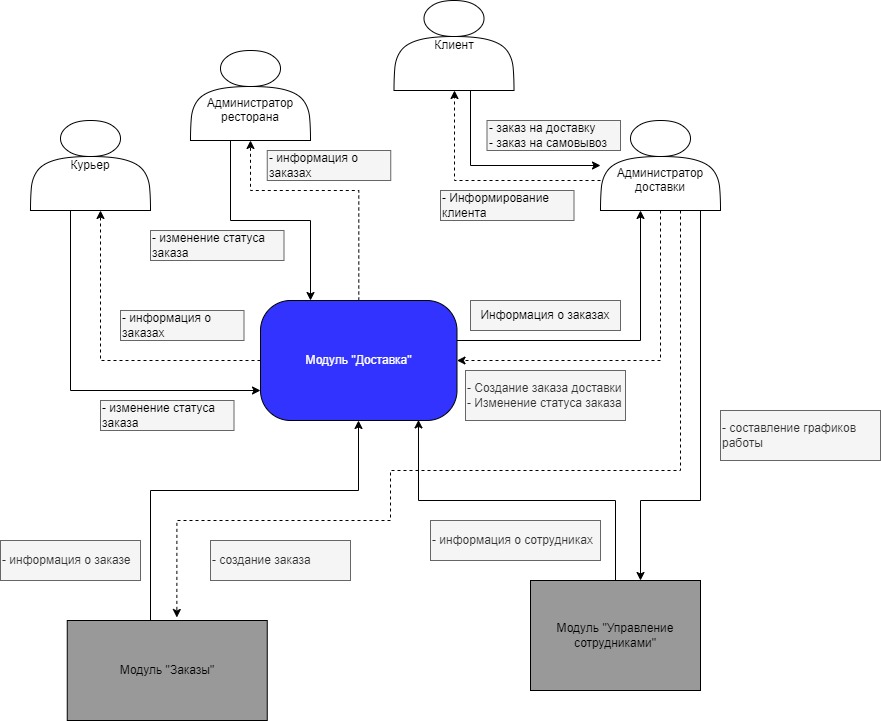 Клиент
Администратор
ресторана
- заказ на доставку
- заказ на самовывоз
Курьер
- информация о
заказах
Администратор
доставки
- Информирование
клиента
- изменение статуса
заказа
- информация о
заказах
Информация о заказах
Модуль "Доставка"
- Создание заказа доставки
- Изменение статуса заказа
- изменение статуса
заказа
- составление графиков
работы
- информация о заказе
- создание заказа
- информация о сотрудниках
Модуль "Заказы"
Модуль "Управление
сотрудниками"